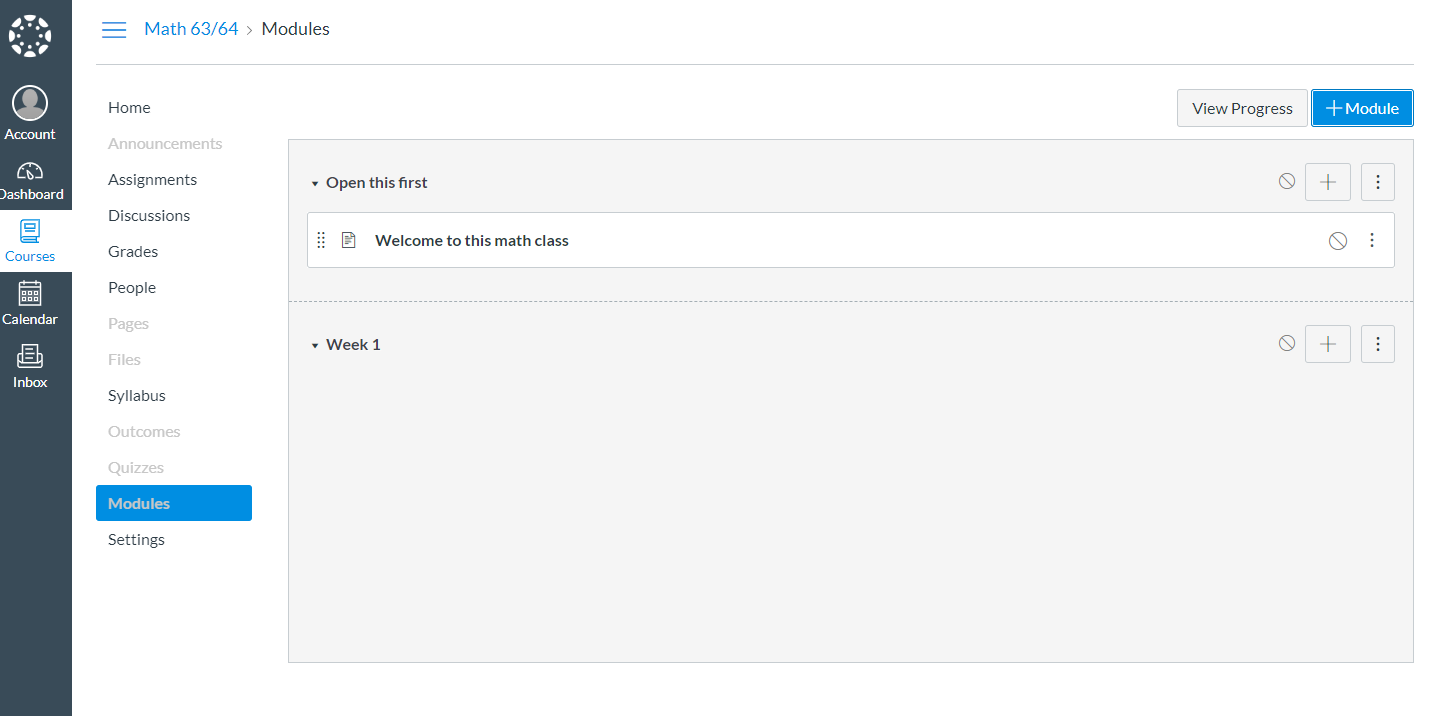 Math 63/64 › Modules
Account
Dashboard
Courses
Calendar
Inbox
Home
Announcements
Assignments
Discussions
Grades
People
Pages
Files
Syllabus
Outcomes
Quizzes
Modules
Settings
View Progress
+ Module
Open this first
Welcome to this math class
Week 1